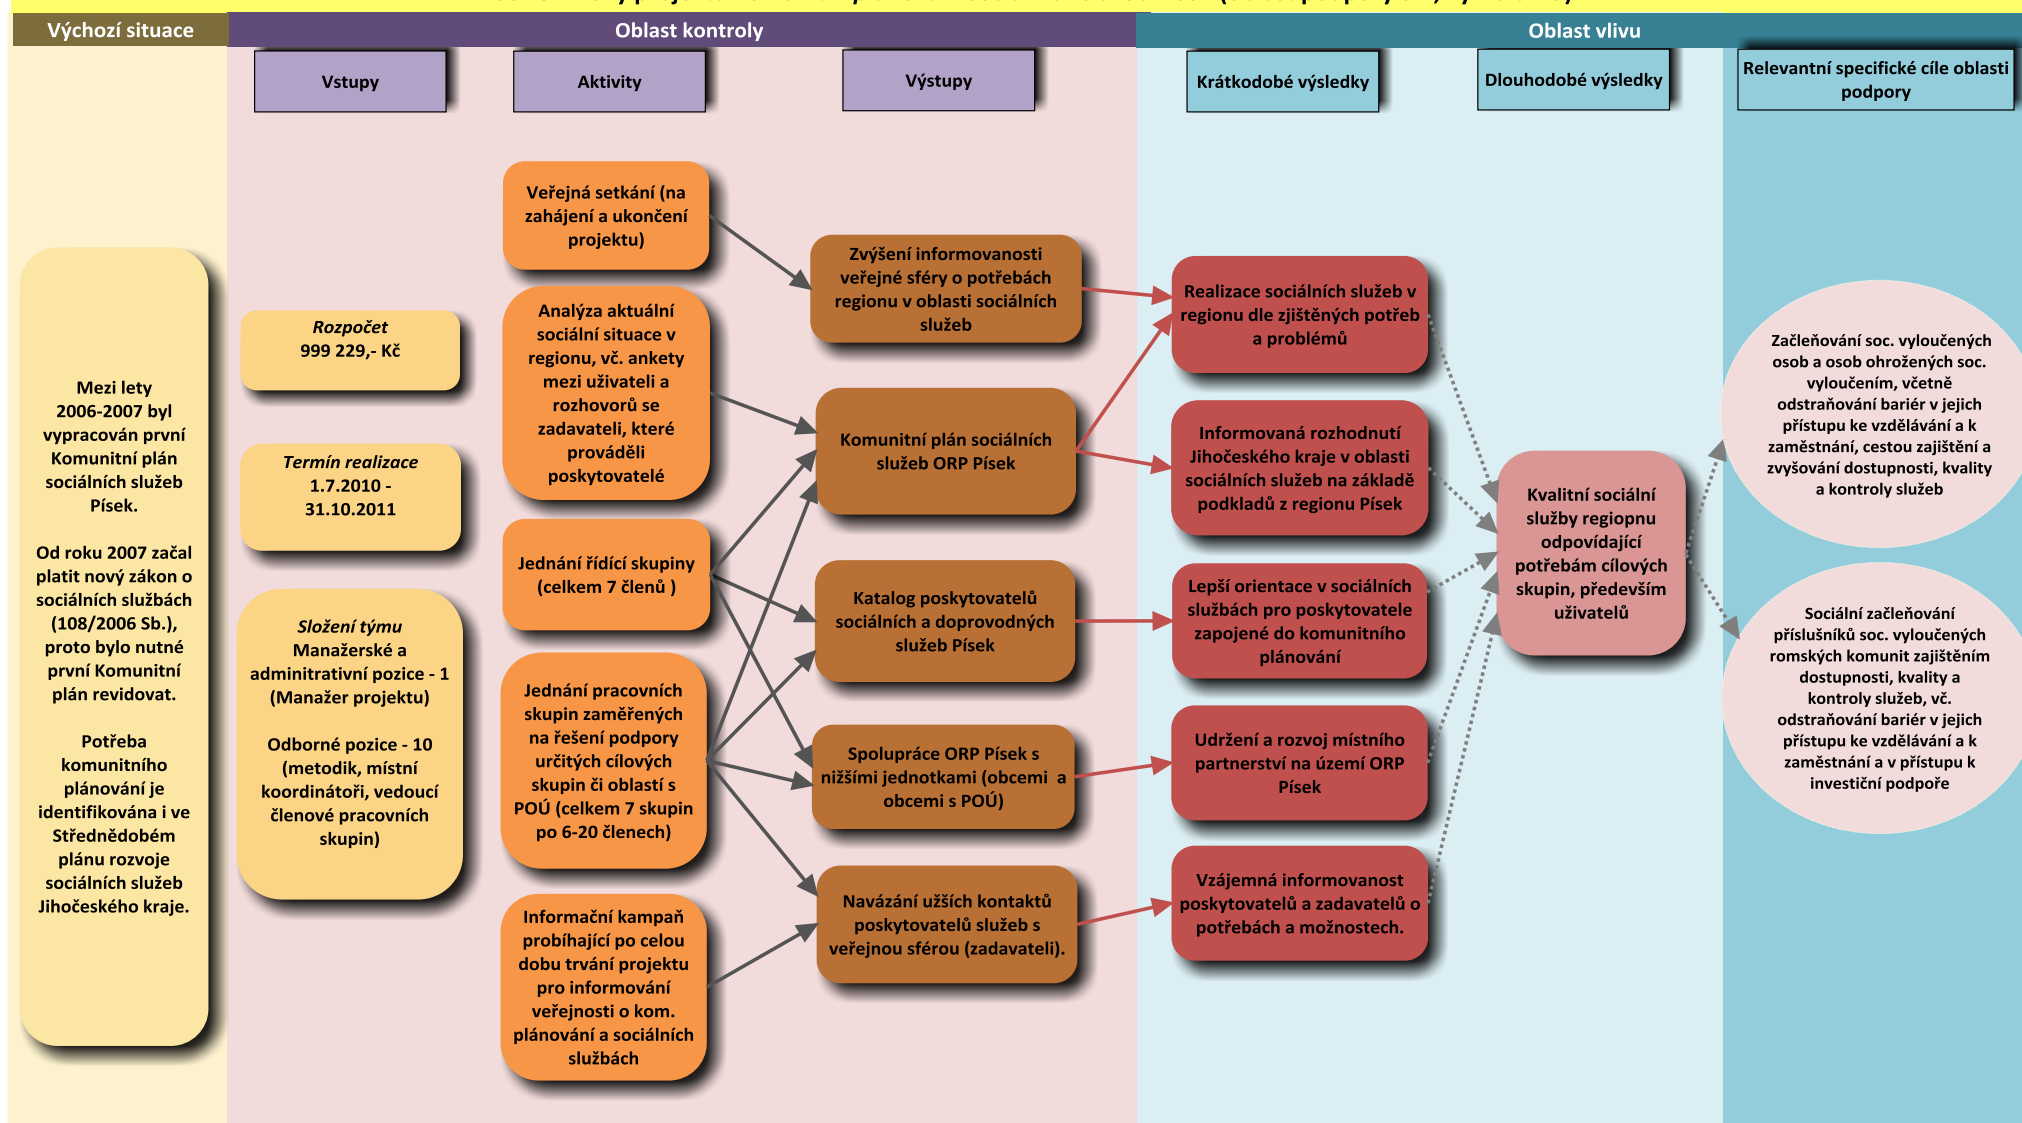 Výchozí situace
Oblast kontroly
Oblast vlivu
Vstupy
Aktivity
Výstupy
Krátkodobé výsledky
Dlouhodobé výsledky
Relevantní specifické cíle oblasti
podpory
Mezi lety
2006-2007 byl
vypracován první
Komunitní plán
sociálních služeb
Písek.
Od roku 2007 začal
platit nový zákon o
sociálních službách
(108/2006 Sb.),
proto bylo nutné
první Komunitní
plán revidovat.
Potřeba
komunitního
plánování je
identifikována i ve
Střednědobém
plánu rozvoje
sociálních služeb
Jihočeského kraje.
Rozpočet
999 229,- Kč
Termín realizace
1.7.2010 -
31.10.2011
Složení týmu
Manažerské a
adminitrativní pozice - 1
(Manažer projektu)
Odborné pozice - 10
(metodik, místní
koordinátoři, vedoucí
členové pracovních
skupin)
Veřejná setkání (na
zahájení a ukončení
projektu)
Analýza aktuální
sociální situace v
regionu, vč. ankety
mezi uživateli a
rozhovorů se
zadavateli, které
prováděli
poskytovatelé
Jednání řídící skupiny
(celkem 7 členů )
Jednání pracovních
skupin zaměřených
na řešení podpory
určitých cílových
skupin či oblastí s
POÚ (celkem 7 skupin
po 6-20 členech)
Informační kampaň
probíhající po celou
dobu trvání projektu
pro informování
veřejnosti o kom.
plánování a sociálních
službách
Zvýšení informovanosti
veřejné sféry o potřebách
regionu v oblasti sociálních
služeb
Komunitní plán sociálních
služeb ORP Písek
Katalog poskytovatelů
sociálních a doprovodných
služeb Písek
Spolupráce ORP Písek s
nižšími jednotkami (obcemi  a
obcemi s POÚ)
Navázání užších kontaktů
poskytovatelů služeb s
veřejnou sférou (zadavateli).
Realizace sociálních služeb v
regionu dle zjištěných potřeb
a problémů
Informovaná rozhodnutí
Jihočeského kraje v oblasti
sociálních služeb na základě
podkladů z regionu Písek
Lepší orientace v sociálních
službách pro poskytovatele
zapojené do komunitního
plánování
Udržení a rozvoj místního
partnerství na území ORP
Písek
Vzájemná informovanost
poskytovatelů a zadavatelů o
potřebách a možnostech.
Kvalitní sociální
služby regiopnu
odpovídající
potřebám cílových
skupin, především
uživatelů
Začleňování soc. vyloučených
osob a osob ohrožených soc.
vyloučením, včetně
odstraňování bariér v jejich
přístupu ke vzdělávání a k
zaměstnání, cestou zajištění a
zvyšování dostupnosti, kvality
a kontroly služeb
Sociální začleňování
příslušníků soc. vyloučených
romských komunit zajištěním
dostupnosti, kvality a
kontroly služeb, vč.
odstraňování bariér v jejich
přístupu ke vzdělávání a k
zaměstnání a v přístupu k
investiční podpoře